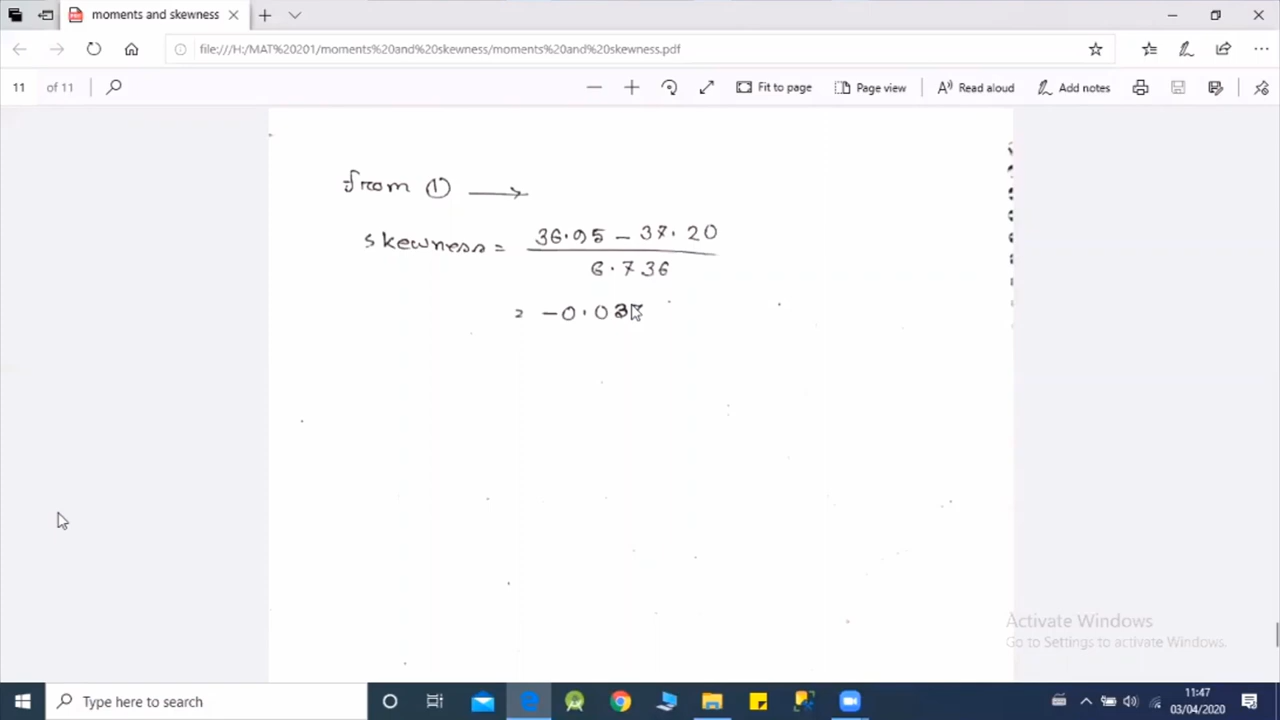 moments and skewness
file:///H:/MAT%20201/moments%20and%20skewness/moments%20and%20skewness.pdf
11 of 11
Fit to page
Page view
Read aloud
Add notes
from ① →
skewness = 36.95 - 37.20
6.736
= -0.037
Activate Windows
Go to Settings to activate Windows.
Type here to search
11:47
03/04/2020